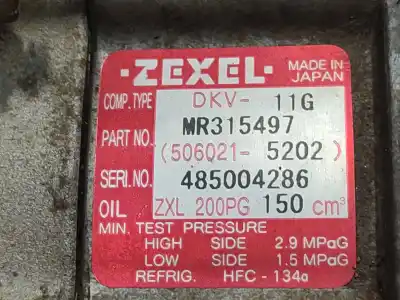 ·ZEXEL· MADE IN JAPAN
COMP. TYPE DKV- 11G
PART NO. MR315497
(506021- 5202)
SERI.NO. 485004286
OIL ZXL 200PG 150 cm³
MIN. TEST PRESSURE
HIGH SIDE 2.9 MPaG
LOW SIDE 1.5 MPaG
REFRIG. HFC-134a